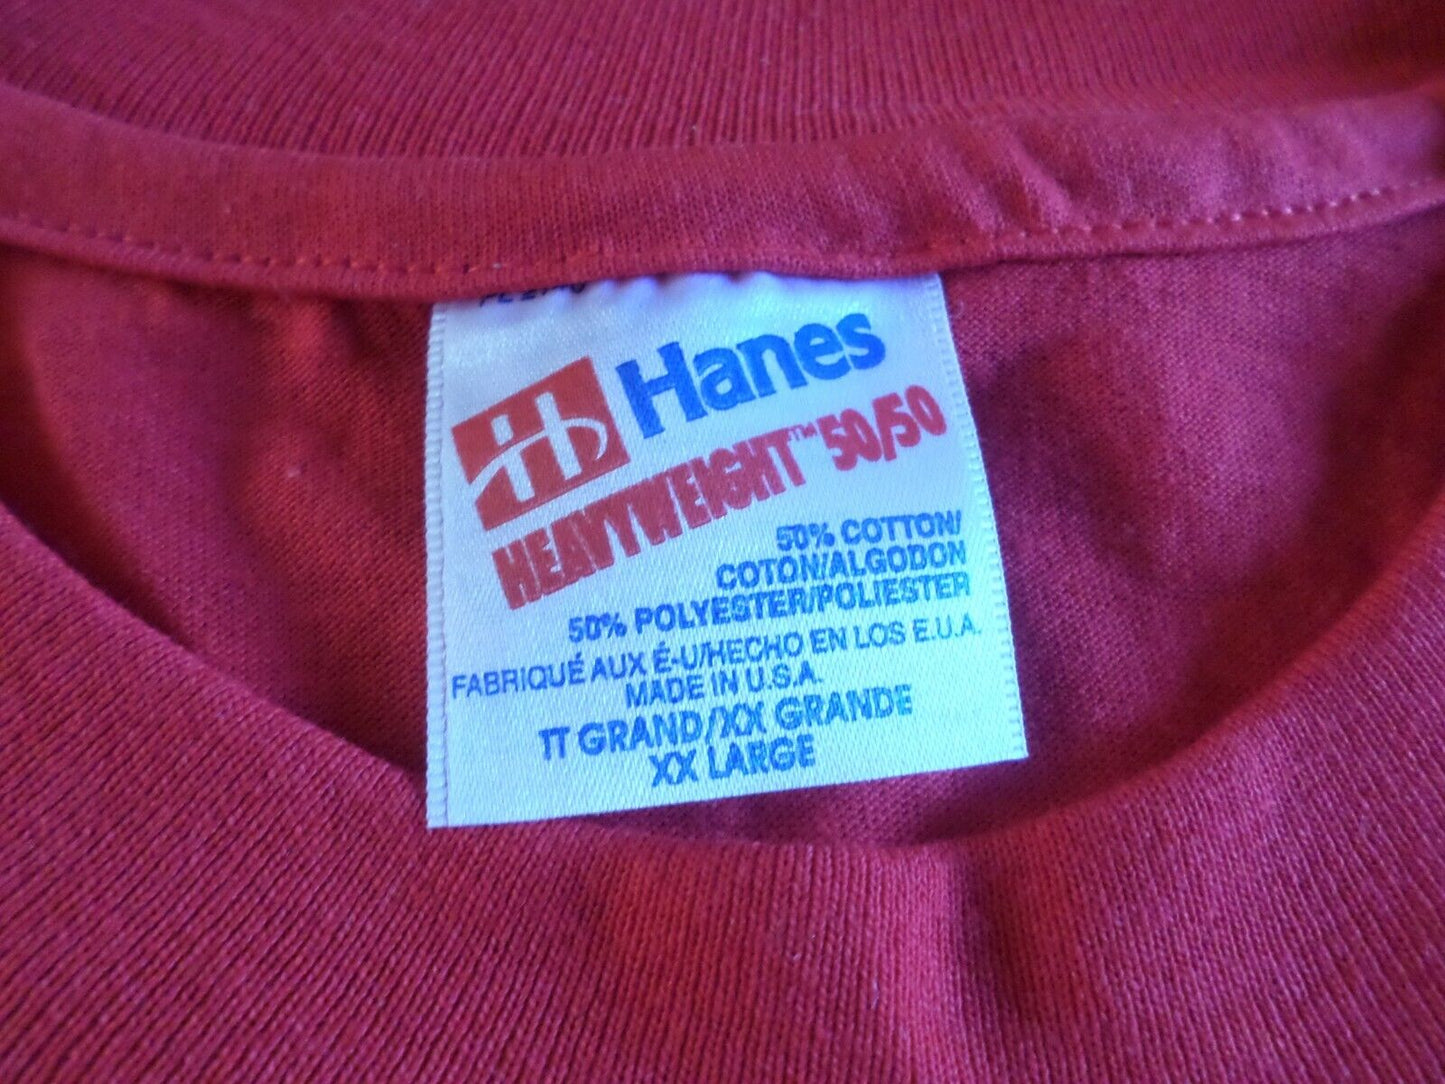 Hanes
HEAVYWEIGHT™ 50/50
50% COTTON/
COTON/ALGODON
50% POLYESTER/POLIESTER
FABRIQUÉ AUX É-U/HECHO EN LOS E.U.A.
MADE IN U.S.A.
TT GRAND/XX GRANDE
XX LARGE